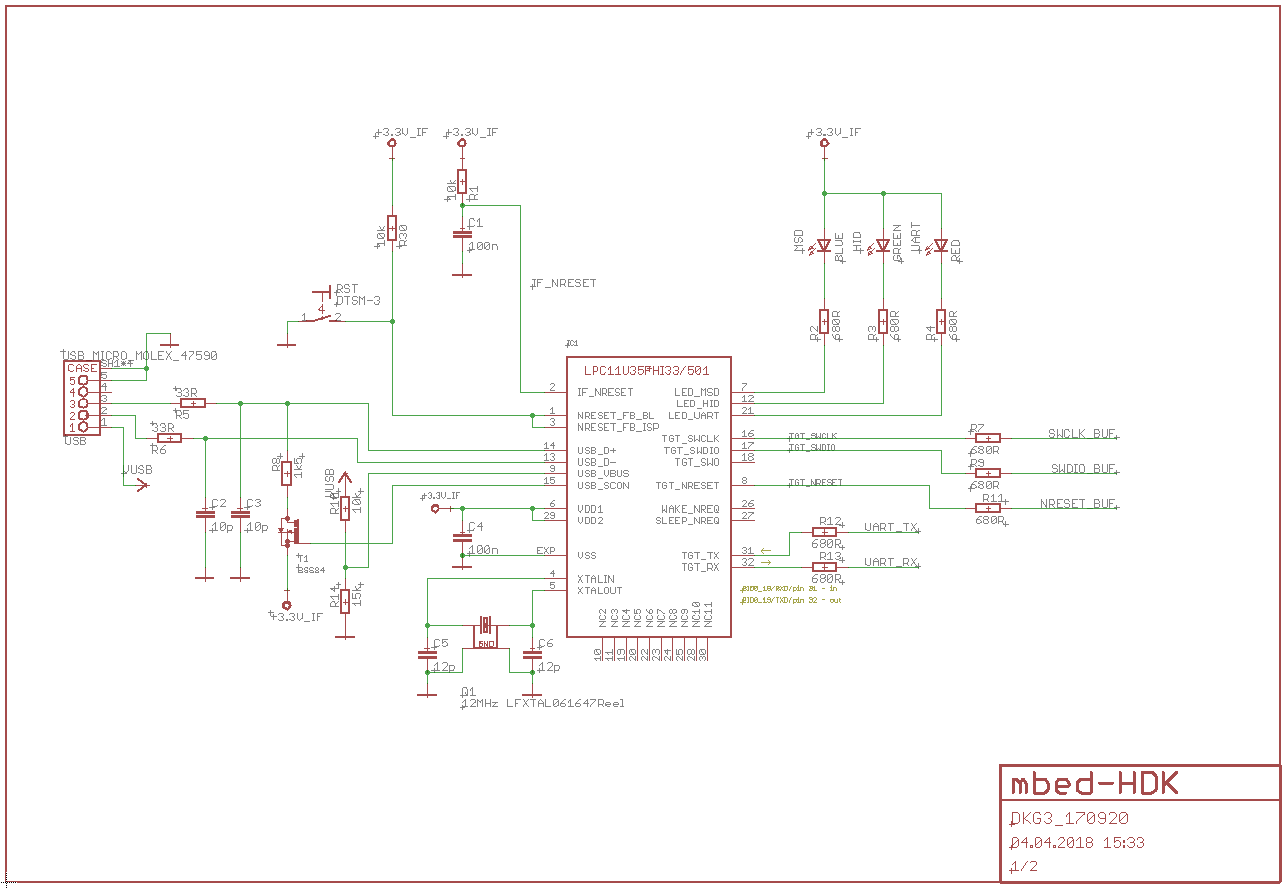 +3.3V_IF
+3.3V_IF
+3.3V_IF
10k
R1
10k
R30
C1
100n
MSD
BLUE
HID
GREEN
UART
RED
IF_NRESET
RST
DTSM-3
1
4
2
R2
680R
R3
680R
R4
680R
USB_MICRO_MOLEX_47590
SH1*4
CASE
5
4
3
2
1
5
4
3
2
1
USB
33R
R5
33R
R6
VUSB
IC1
LPC11U35FHI33/501
2
IF_NRESET
1
NRESET_FB_BL
3
NRESET_FB_ISP
14
USB_D+
13
USB_D-
9
USB_VBUS
15
USB_SCON
6
VDD1
29
VDD2
EXP
VSS
4
XTALIN
5
XTALOUT
LED_MSD
7
LED_HID
12
LED_UART
21
TGT_SWCLK
16
TGT_SWDIO
17
TGT_SWO
18
TGT_NRESET
8
WAKE_NREQ
26
SLEEP_NREQ
27
TGT_TX
31
TGT_RX
32
NC2
NC3
NC4
NC5
NC6
NC7
NC8
NC9
NC10
NC11
10
11
19
20
22
23
24
25
28
30
TGT_SWCLK
TGT_SWDIO
TGT_NRESET
R7
680R
SWCLK_BUF
R9
680R
SWDIO_BUF
R11
680R
NRESET_BUF
R12
680R
UART_TX
R13
680R
UART_RX
PIO0_18/RXD/pin 31 - in
PIO0_19/TXD/pin 32 - out
R8
1k5
VUSB
R10
10k
+3.3V_IF
C2
10p
C3
10p
C4
100n
T1
BSS84
R14
15k
+3.3V_IF
C5
12p
GND
C6
12p
Q1
12MHz LFXTAL061647Reel
mbed-HDK
DKG3_170920
04.04.2018 15:33
1/2